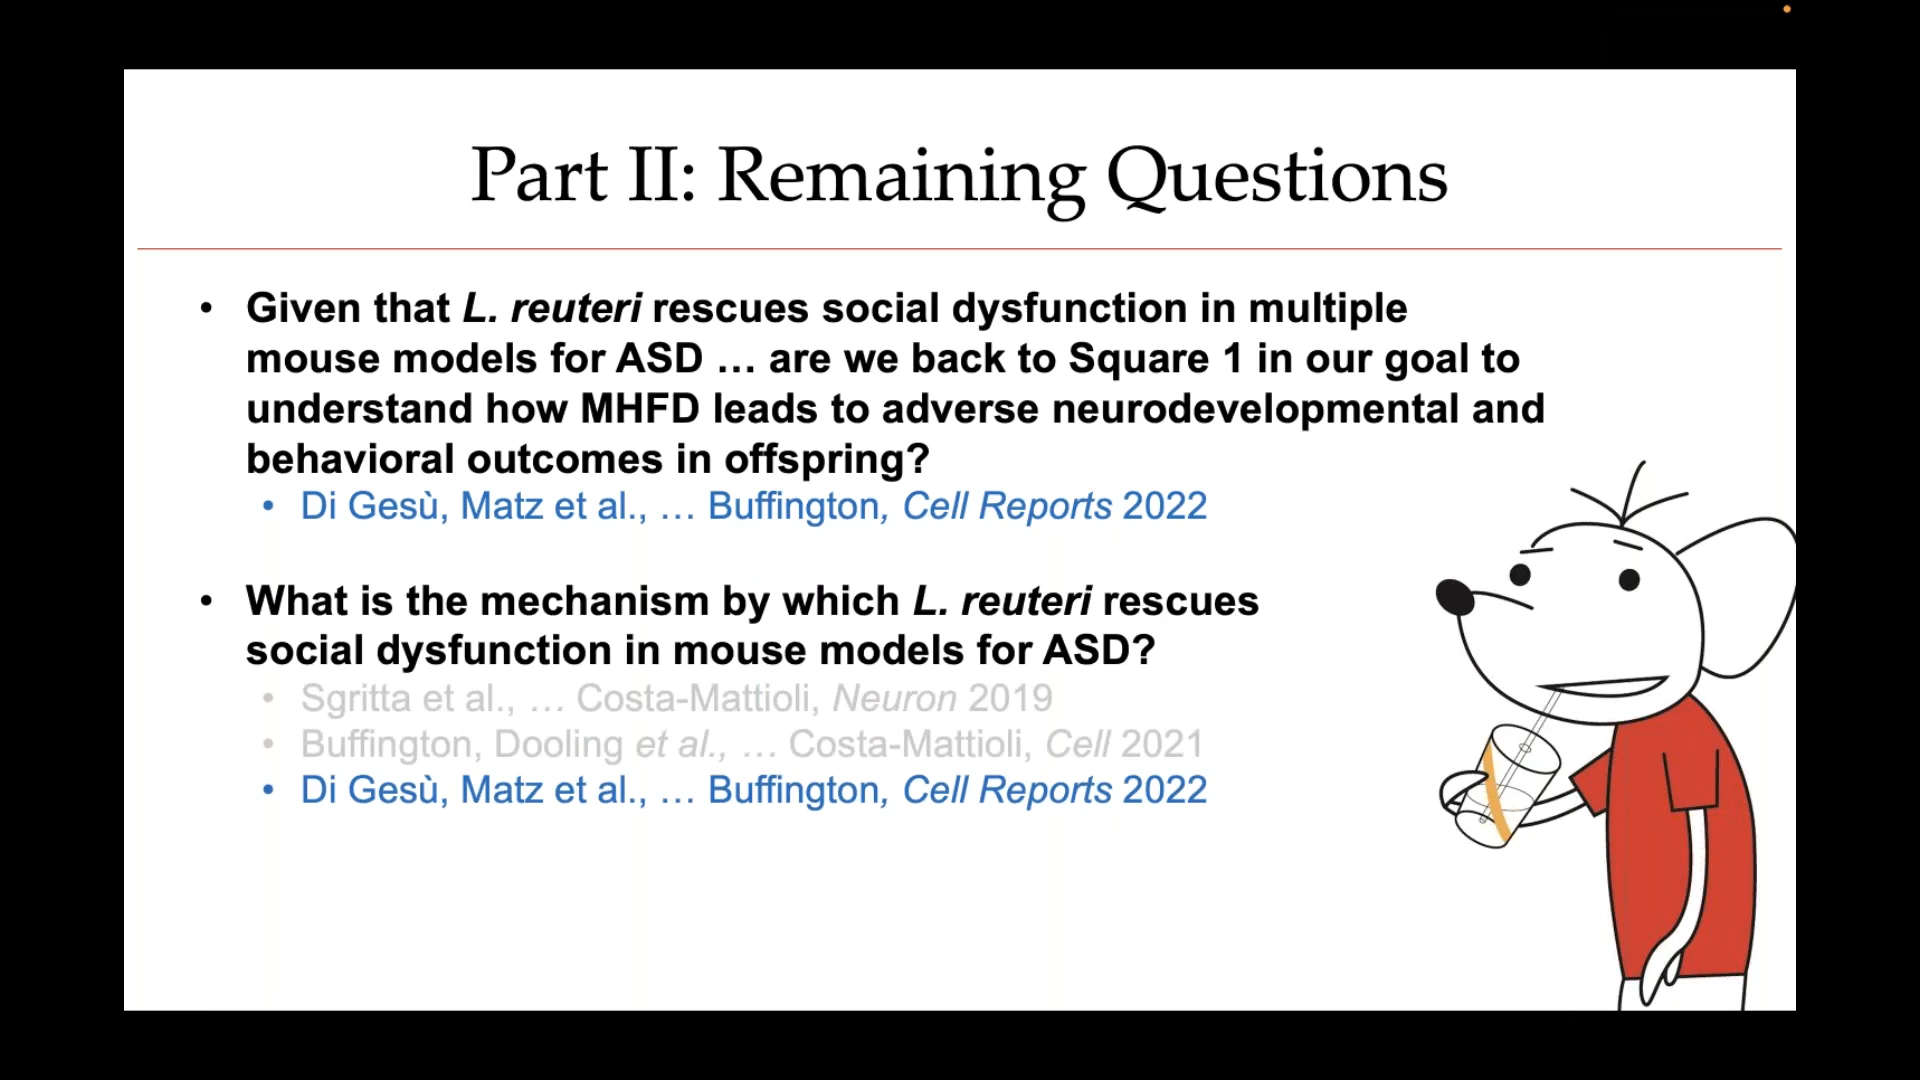 Part II: Remaining Questions
• Given that L. reuteri rescues social dysfunction in multiple
mouse models for ASD … are we back to Square 1 in our goal to
understand how MHFD leads to adverse neurodevelopmental and
behavioral outcomes in offspring?
• Di Gesù, Matz et al., … Buffington, Cell Reports 2022
• What is the mechanism by which L. reuteri rescues
social dysfunction in mouse models for ASD?
• Sgritta et al., … Costa-Mattioli, Neuron 2019
• Buffington, Dooling et al., … Costa-Mattioli, Cell 2021
• Di Gesù, Matz et al., … Buffington, Cell Reports 2022